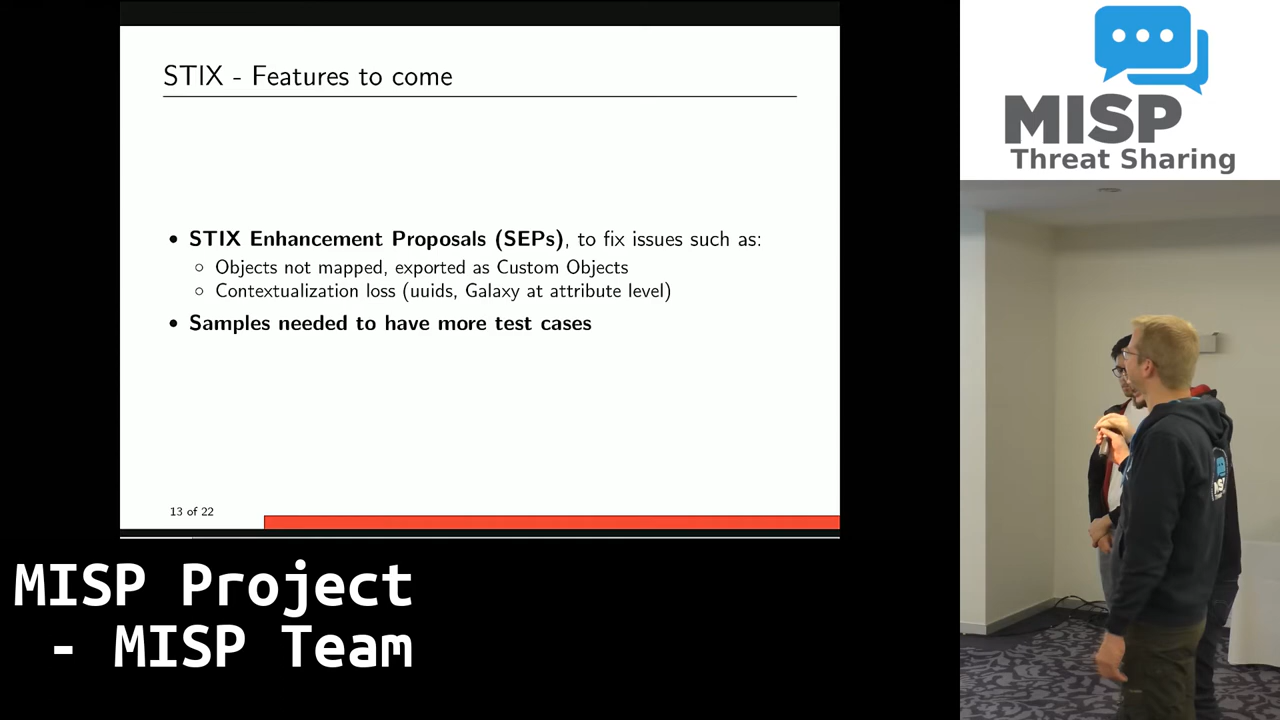 STIX - Features to come
• STIX Enhancement Proposals (SEPs), to fix issues such as:
◦ Objects not mapped, exported as Custom Objects
◦ Contextualization loss (uuids, Galaxy at attribute level)
• Samples needed to have more test cases
13 of 22
MISP
Threat Sharing
MISP Project
- MISP Team